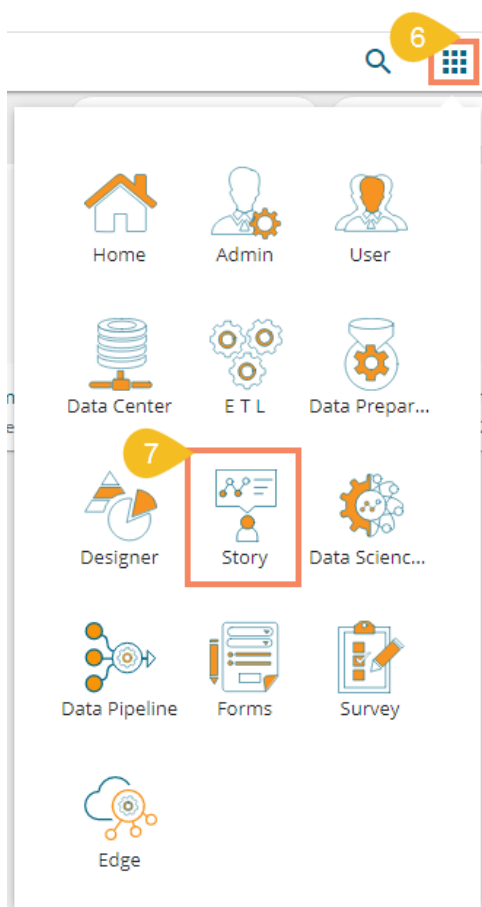 6
Home Admin User
Data Center E T L Data Prepar...
7
Designer Story Data Scienc...
Data Pipeline Forms Survey
Edge